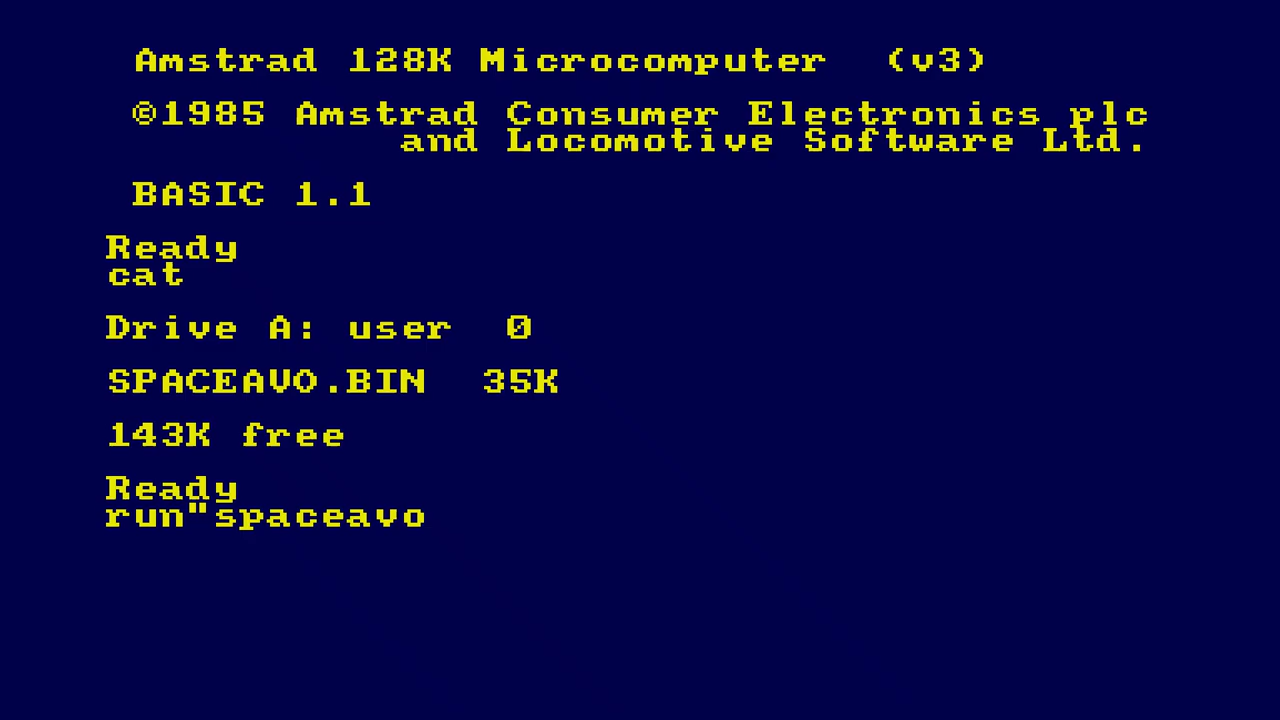 Amstrad 128K Microcomputer  (v3)
©1985 Amstrad Consumer Electronics plc
and Locomotive Software Ltd.
BASIC 1.1
Ready
cat
Drive A: user  0
SPACEAVO.BIN  35K
143K free
Ready
run"spaceavo